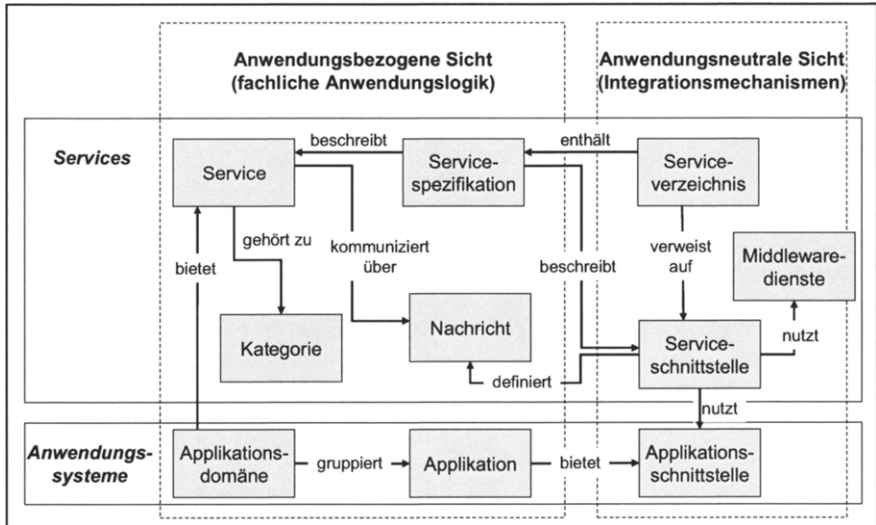 Anwendungsbezogene Sicht
(fachliche Anwendungslogik)
Anwendungsneutrale Sicht
(Integrationsmechanismen)
Services
Service
beschreibt
Service-
spezifikation
enthält
Service-
verzeichnis
gehört zu
bietet
kommuniziert
über
beschreibt
verweist
auf
Middleware-
dienste
Kategorie
Nachricht
definiert
Service-
schnittstelle
nutzt
nutzt
Anwendungs-
systeme
Applikations-
domäne
gruppiert
Applikation
bietet
Applikations-
schnittstelle